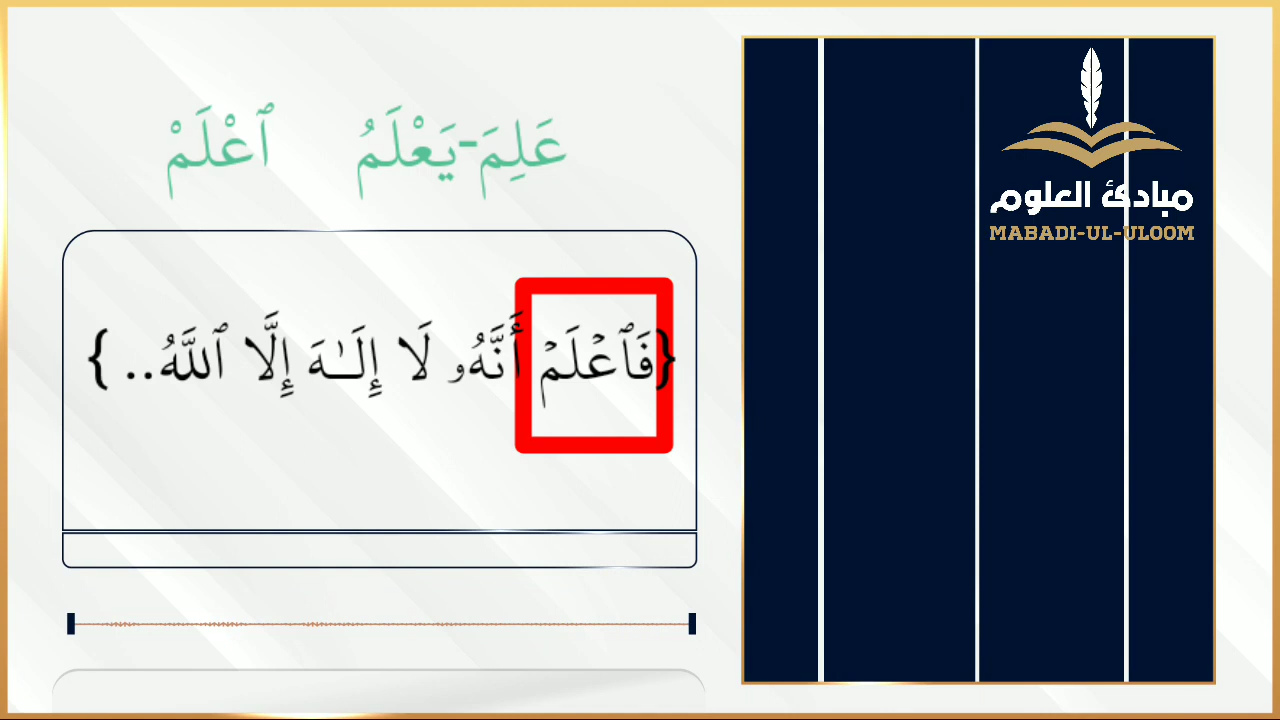 عَلِمَ-يَعْلَمُ ٱعْلَمْ
{فَٱعۡلَمۡ أَنَّهُۥ لَا إِلَـٰهَ إِلَّا ٱللَّهُ.. }
مبادئ العلوم
MABADI-UL-ULOOM